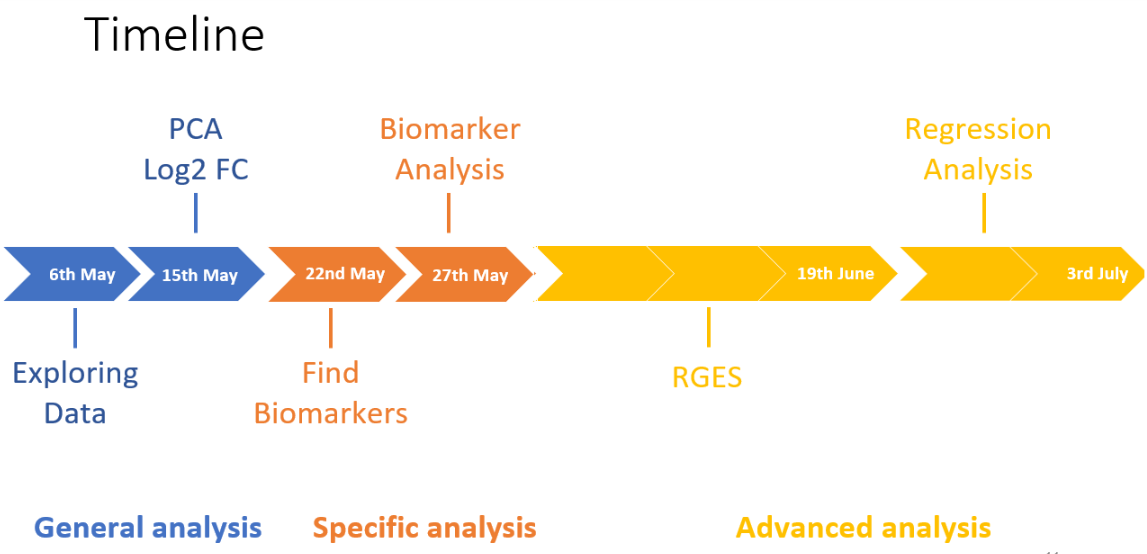 Timeline
PCA
Log2 FC
Biomarker
Analysis
Regression
Analysis
6th May
15th May
22nd May
27th May
19th June
3rd July
Exploring
Data
Find
Biomarkers
RGES
General analysis
Specific analysis
Advanced analysis